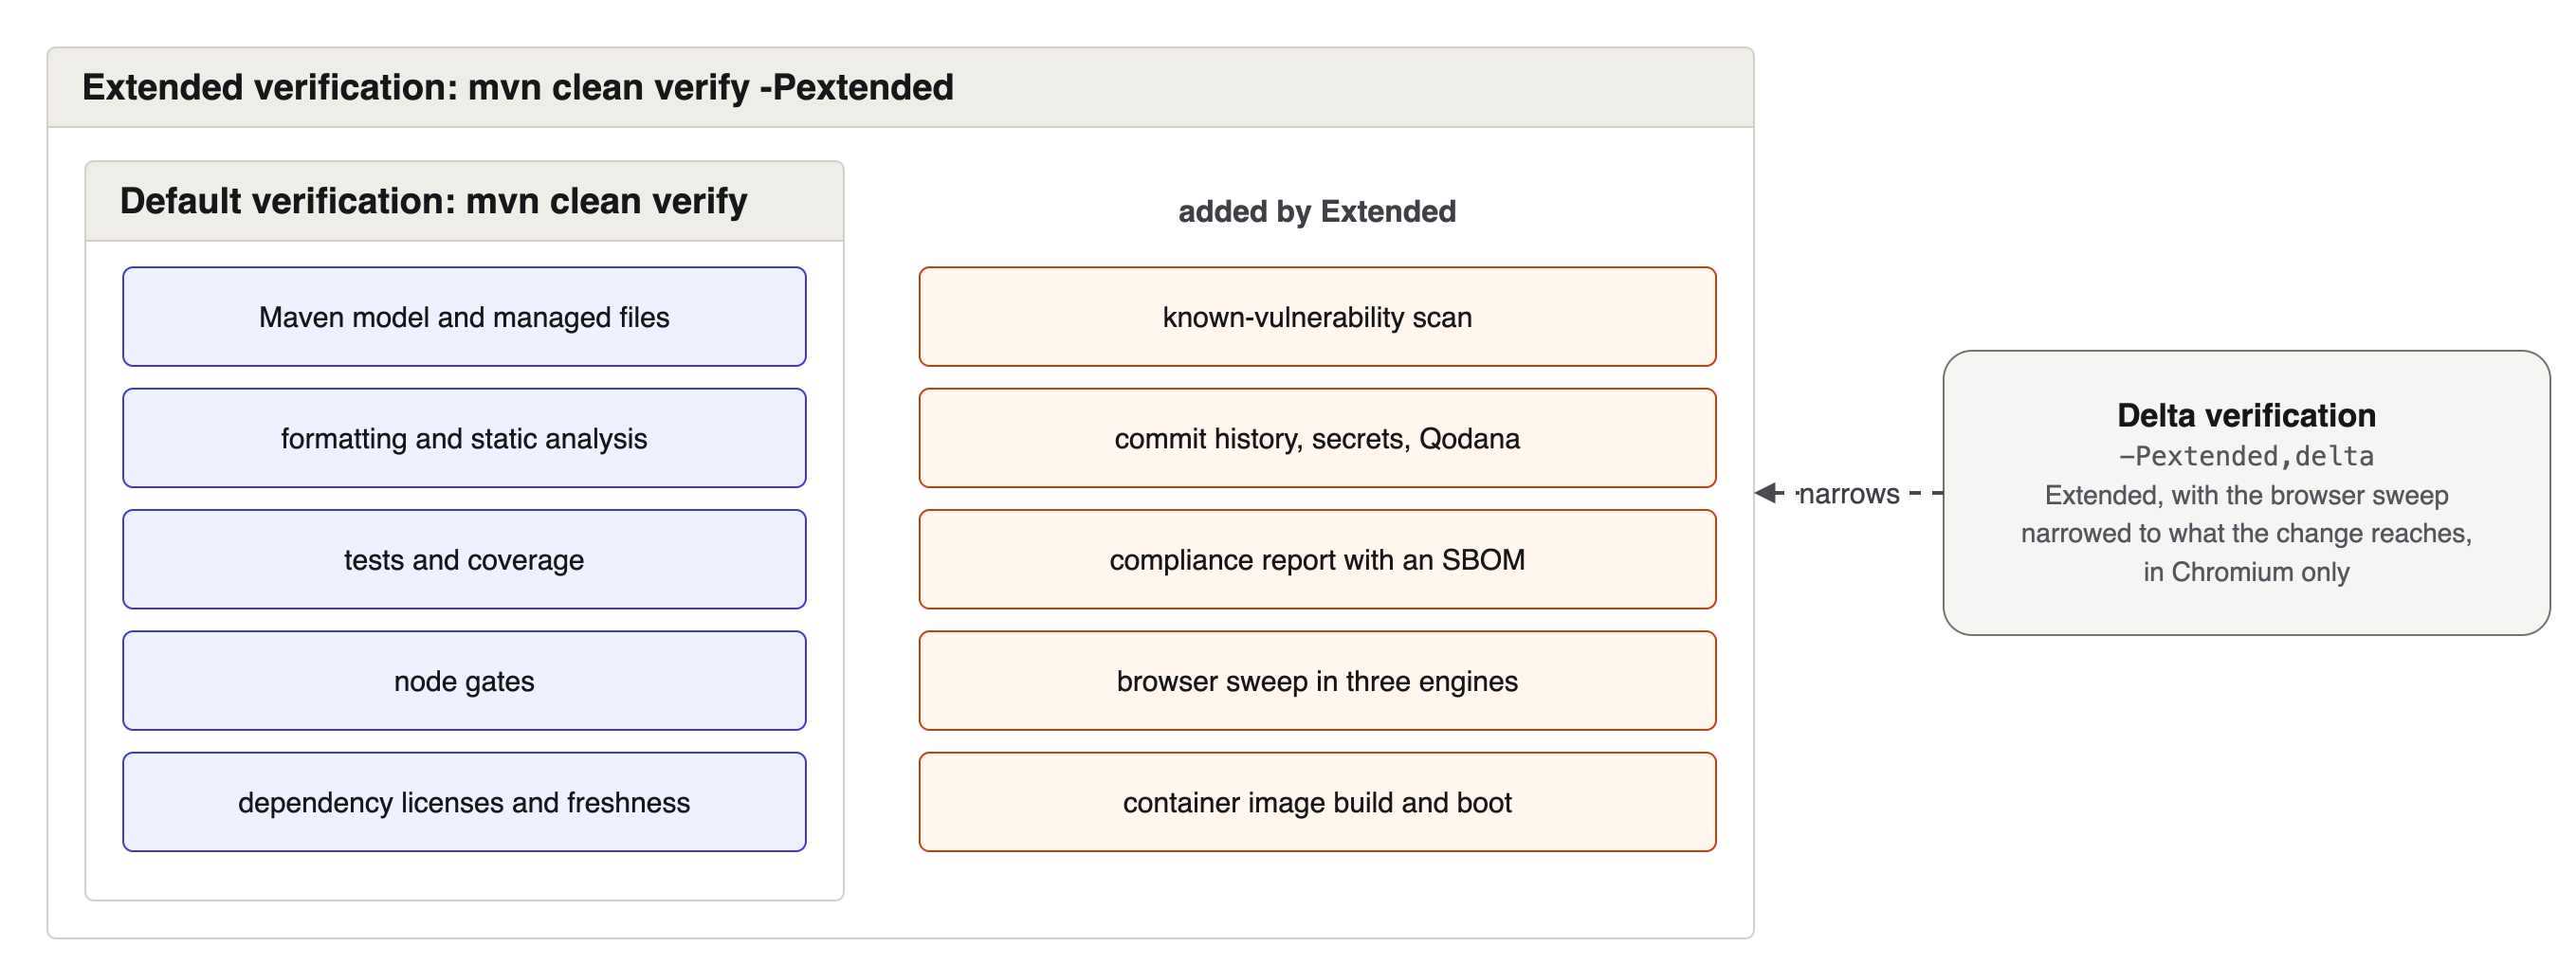 Extended verification: mvn clean verify -Pextended
Default verification: mvn clean verify
Maven model and managed files
formatting and static analysis
tests and coverage
node gates
dependency licenses and freshness
added by Extended
known-vulnerability scan
commit history, secrets, Qodana
compliance report with an SBOM
browser sweep in three engines
container image build and boot
narrows
Delta verification
-Pextended,delta
Extended, with the browser sweep
narrowed to what the change reaches,
in Chromium only